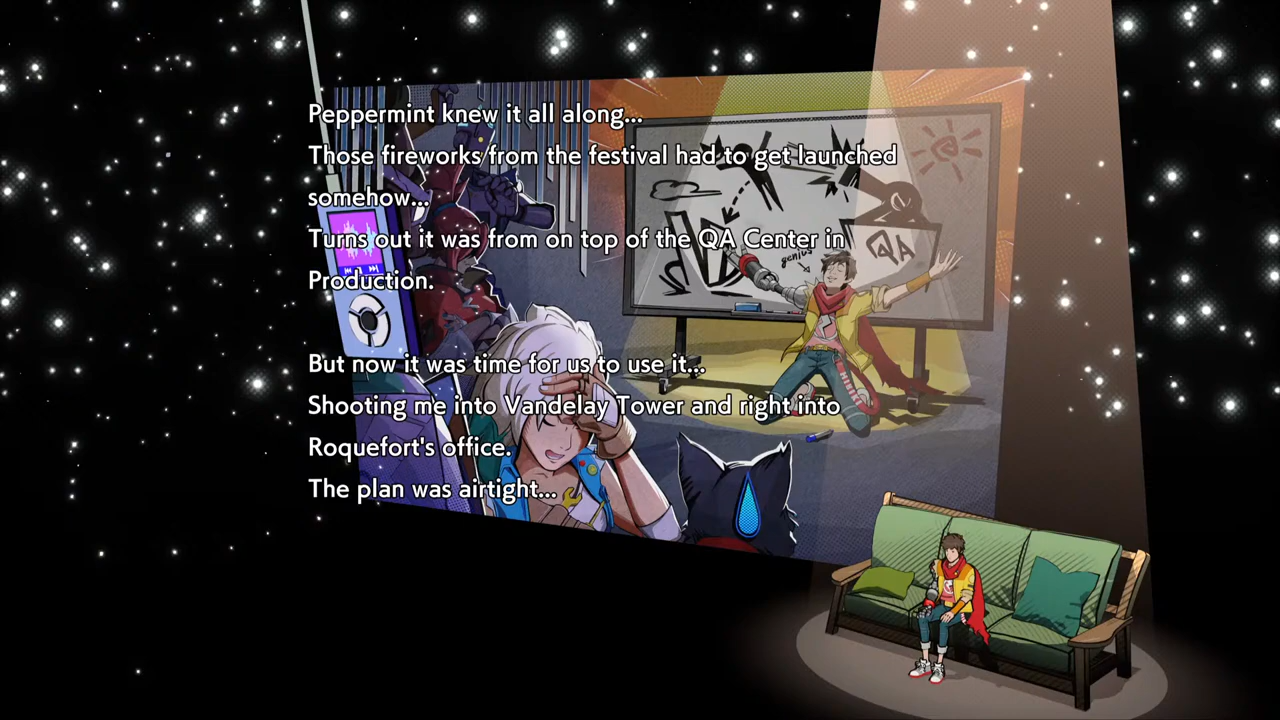 Peppermint knew it all along...
Those fireworks from the festival had to get launched
somehow...
Turns out it was from on top of the QA Center in
Production.
But now it was time for us to use it...
Shooting me into Vandelay Tower and right into
Roquefort's office.
The plan was airtight...
genius
QA